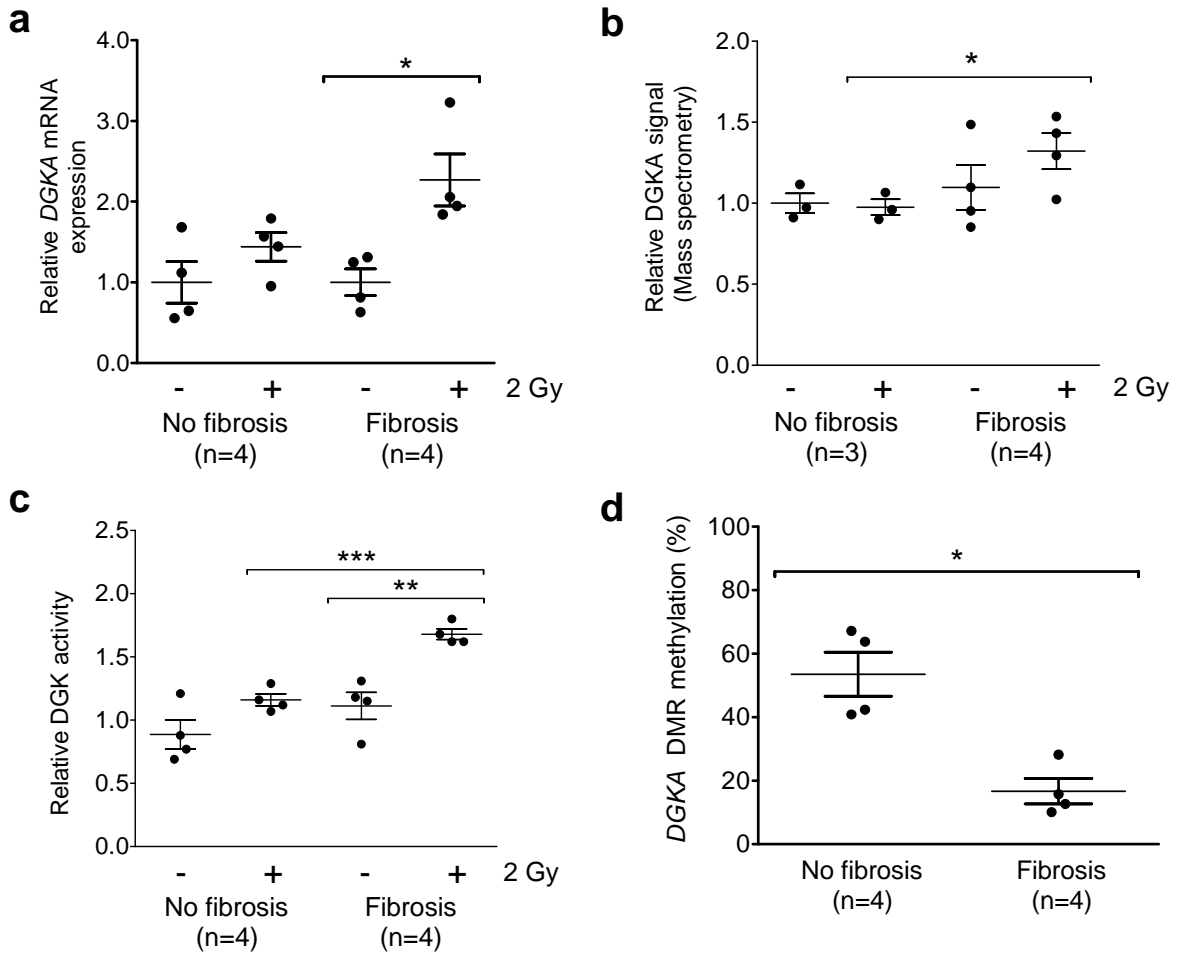 a
Relative DGKA mRNA
expression
4.0
3.0
2.0
1.0
0.0
*
- + - + 2 Gy
No fibrosis Fibrosis
(n=4) (n=4)
b
Relative DGKA signal
(Mass spectrometry)
2.0
1.5
1.0
0.5
0.0
*
- + - + 2 Gy
No fibrosis Fibrosis
(n=3) (n=4)
c
Relative DGK activity
2.5
2.0
1.5
1.0
0.5
0.0
***
**
- + - + 2 Gy
No fibrosis Fibrosis
(n=4) (n=4)
d
DGKA DMR methylation (%)
100
80
60
40
20
0
*
No fibrosis Fibrosis
(n=4) (n=4)